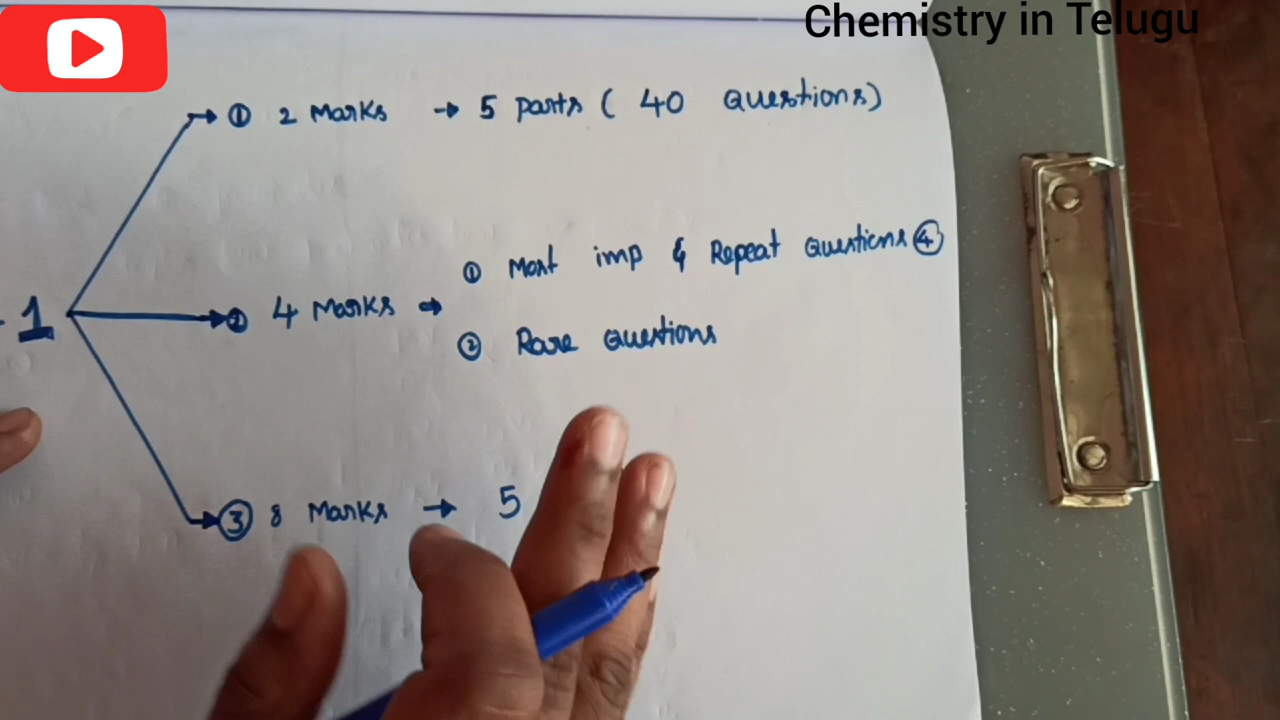 Chemistry in Telugu
① 2 Marks → 5 parts ( 40 Questions)
① Most imp & Repeat Questions ④
1
② 4 Marks →
② Rare Questions
③ 8 Marks → 5